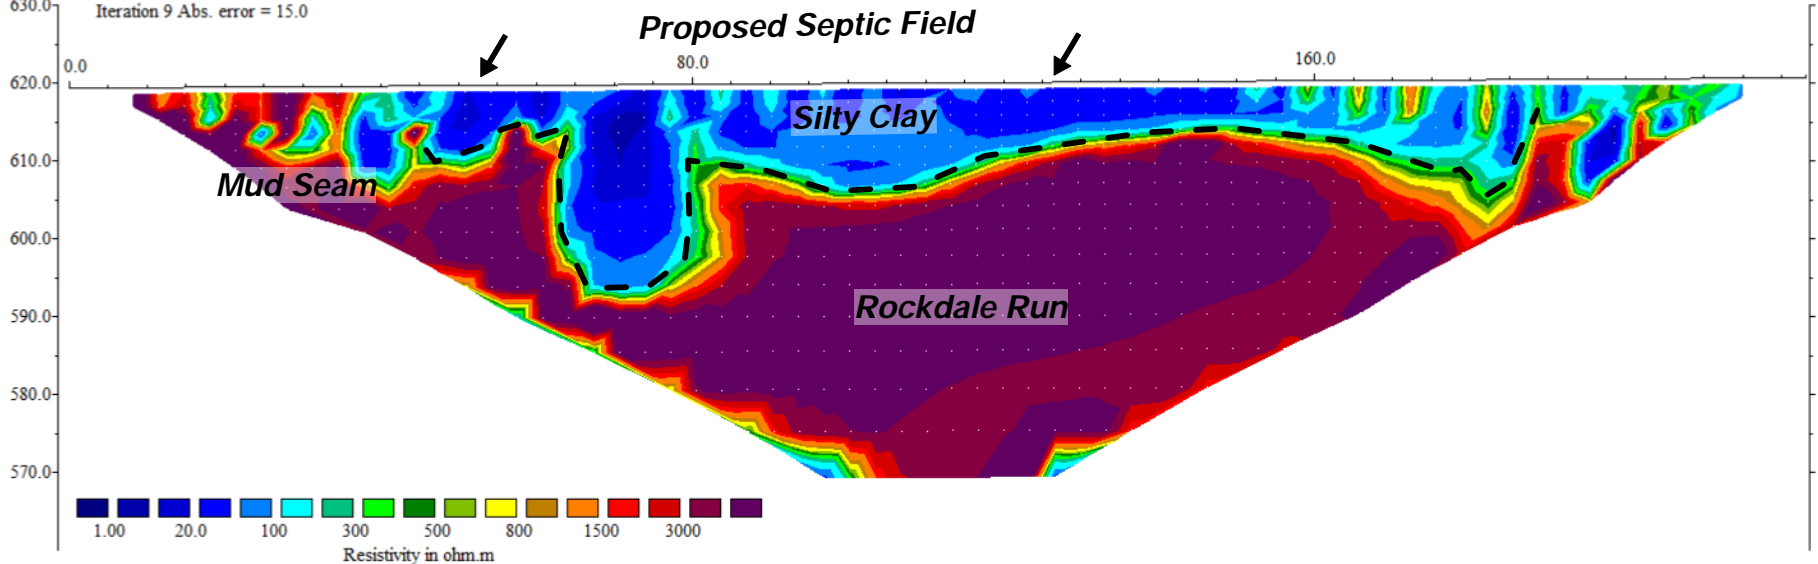 630.0
Iteration 9 Abs. error = 15.0
Proposed Septic Field
0.0 80.0 160.0
620.0
Silty Clay
610.0
Mud Seam
600.0
Rockdale Run
590.0
580.0
570.0
1.00 20.0 100 300 500 800 1500 3000
Resistivity in ohm.m